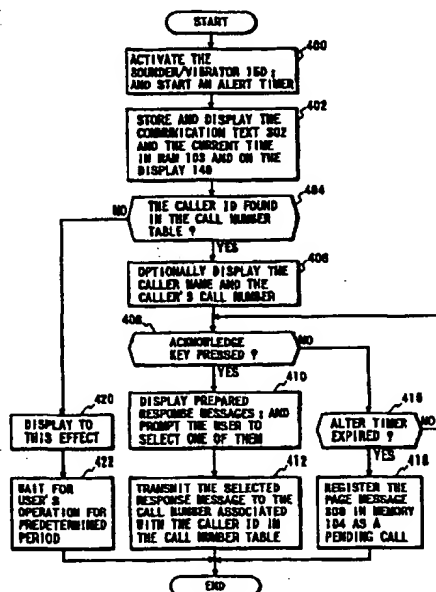 START
400
ACTIVATE THE
SOUNDER/VIBRATOR 150;
AND START AN ALERT TIMER
402
STORE AND DISPLAY THE
COMMUNICATION TEXT 302
AND THE CURRENT TIME
IN RAM 103 AND ON THE
DISPLAY 140
404
THE CALLER ID FOUND
IN THE CALL NUMBER
TABLE ?
NO
YES
406
OPTIONALLY DISPLAY THE
CALLER NAME AND THE
CALLER'S CALL NUMBER
408
ACKNOWLEDGE
KEY PRESSED ?
NO
YES
410
DISPLAY PREPARED
RESPONSE MESSAGES; AND
PROMPT THE USER TO
SELECT ONE OF THEM
416
ALTER TIMER
EXPIRED ?
NO
YES
420
DISPLAY TO
THIS EFFECT
422
WAIT FOR
USER'S
OPERATION FOR
PREDETERMINED
PERIOD
412
TRANSMIT THE SELECTED
RESPONSE MESSAGE TO THE
CALL NUMBER ASSOCIATED
WITH THE CALLER ID IN
THE CALL NUMBER TABLE
418
REGISTER THE
PAGE MESSAGE
300 IN MEMORY
104 AS A
PENDING CALL
END